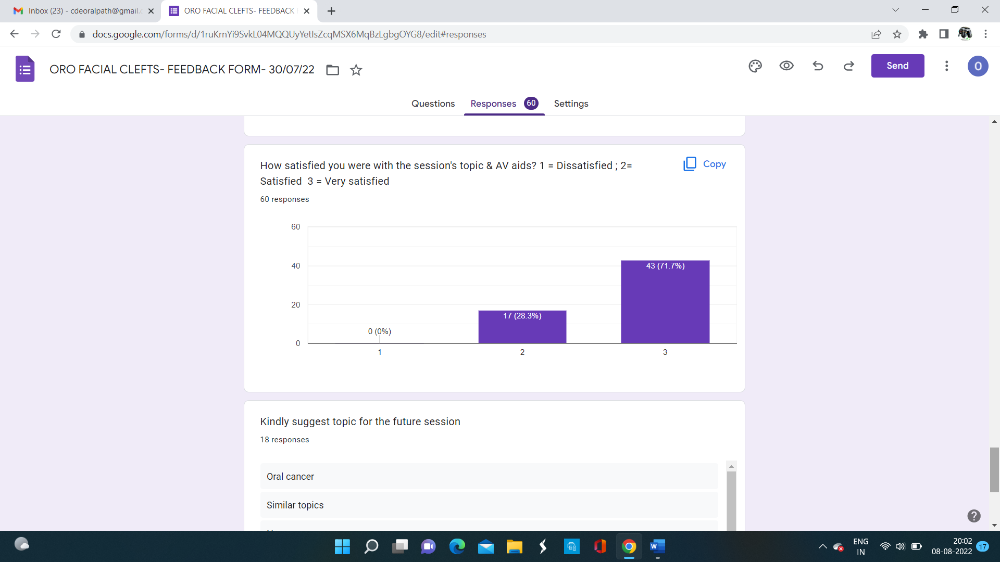 Inbox (23) - cdeoralpath@gmail.c
ORO FACIAL CLEFTS- FEEDBACK F
docs.google.com/forms/d/1ruKrnYi9SvkL04MQQUyYetIsZcqMSX6MqBzLgbgOYG8/edit#responses
ORO FACIAL CLEFTS- FEEDBACK FORM- 30/07/22
Send
O
Questions
Responses 60
Settings
How satisfied you were with the session's topic & AV aids? 1 = Dissatisfied ; 2=
Satisfied  3 = Very satisfied
Copy
60 responses
60
40
20
0
0 (0%)
17 (28.3%)
43 (71.7%)
1
2
3
Kindly suggest topic for the future session
18 responses
Oral cancer
Similar topics
ENG
IN
20:02
08-08-2022
17